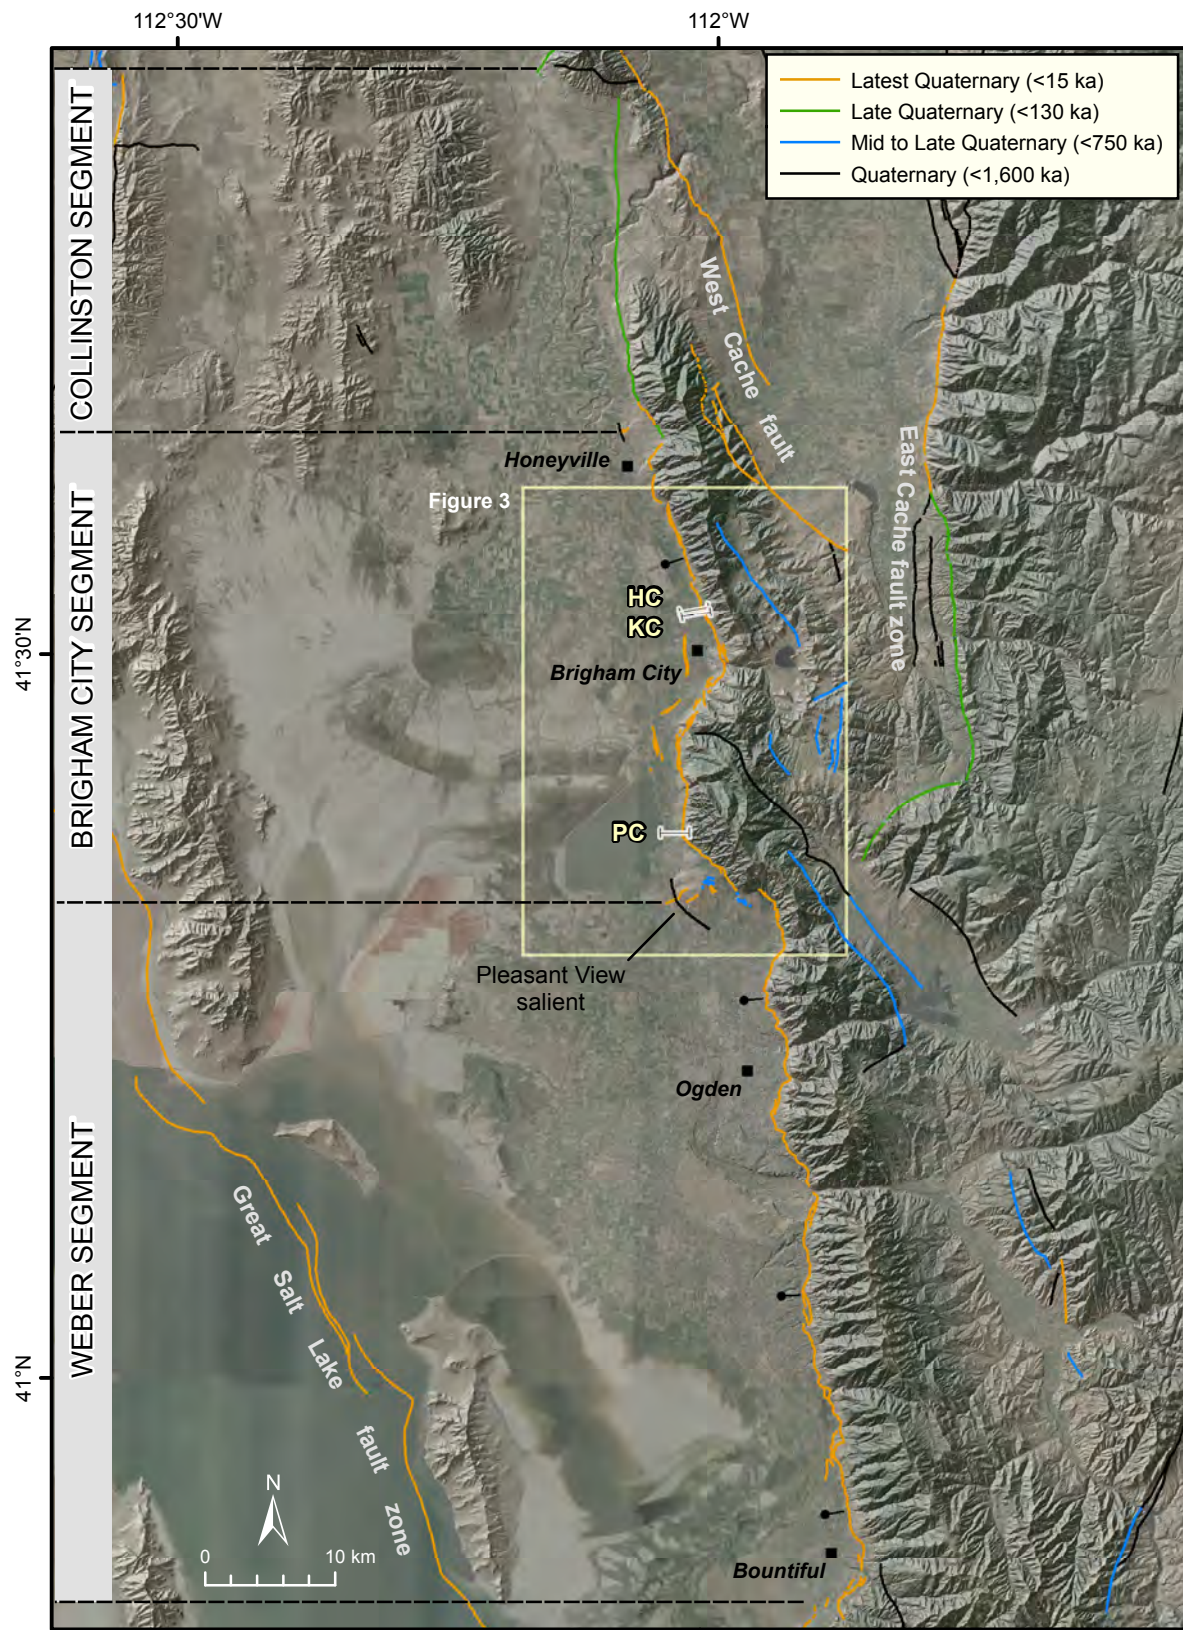 112°30'W
112°W
Latest Quaternary (<15 ka)
Late Quaternary (<130 ka)
Mid to Late Quaternary (<750 ka)
Quaternary (<1,600 ka)
COLLINSTON SEGMENT
West Cache fault
East Cache fault zone
Honeyville
Figure 3
BRIGHAM CITY SEGMENT
HC
KC
41°30'N
Brigham City
PC
Pleasant View
salient
Ogden
WEBER SEGMENT
Great Salt Lake fault zone
41°N
N
0
10 km
Bountiful